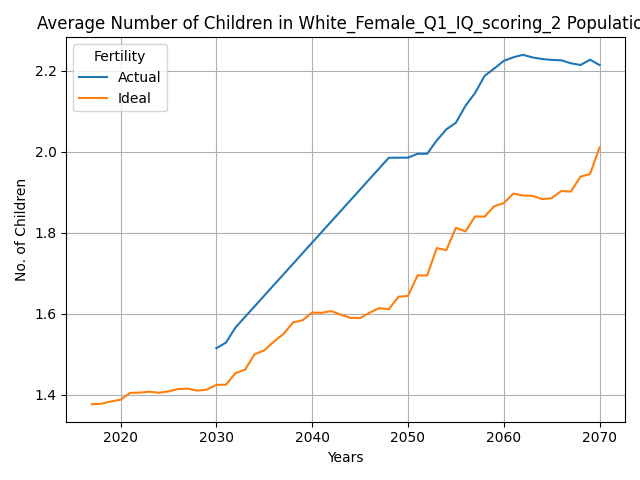 Average Number of Children in White_Female_Q1_IQ_scoring_2 Populatio
Fertility
Actual
Ideal
No. of Children
2.2
2.0
1.8
1.6
1.4
2020 2030 2040 2050 2060 2070
Years